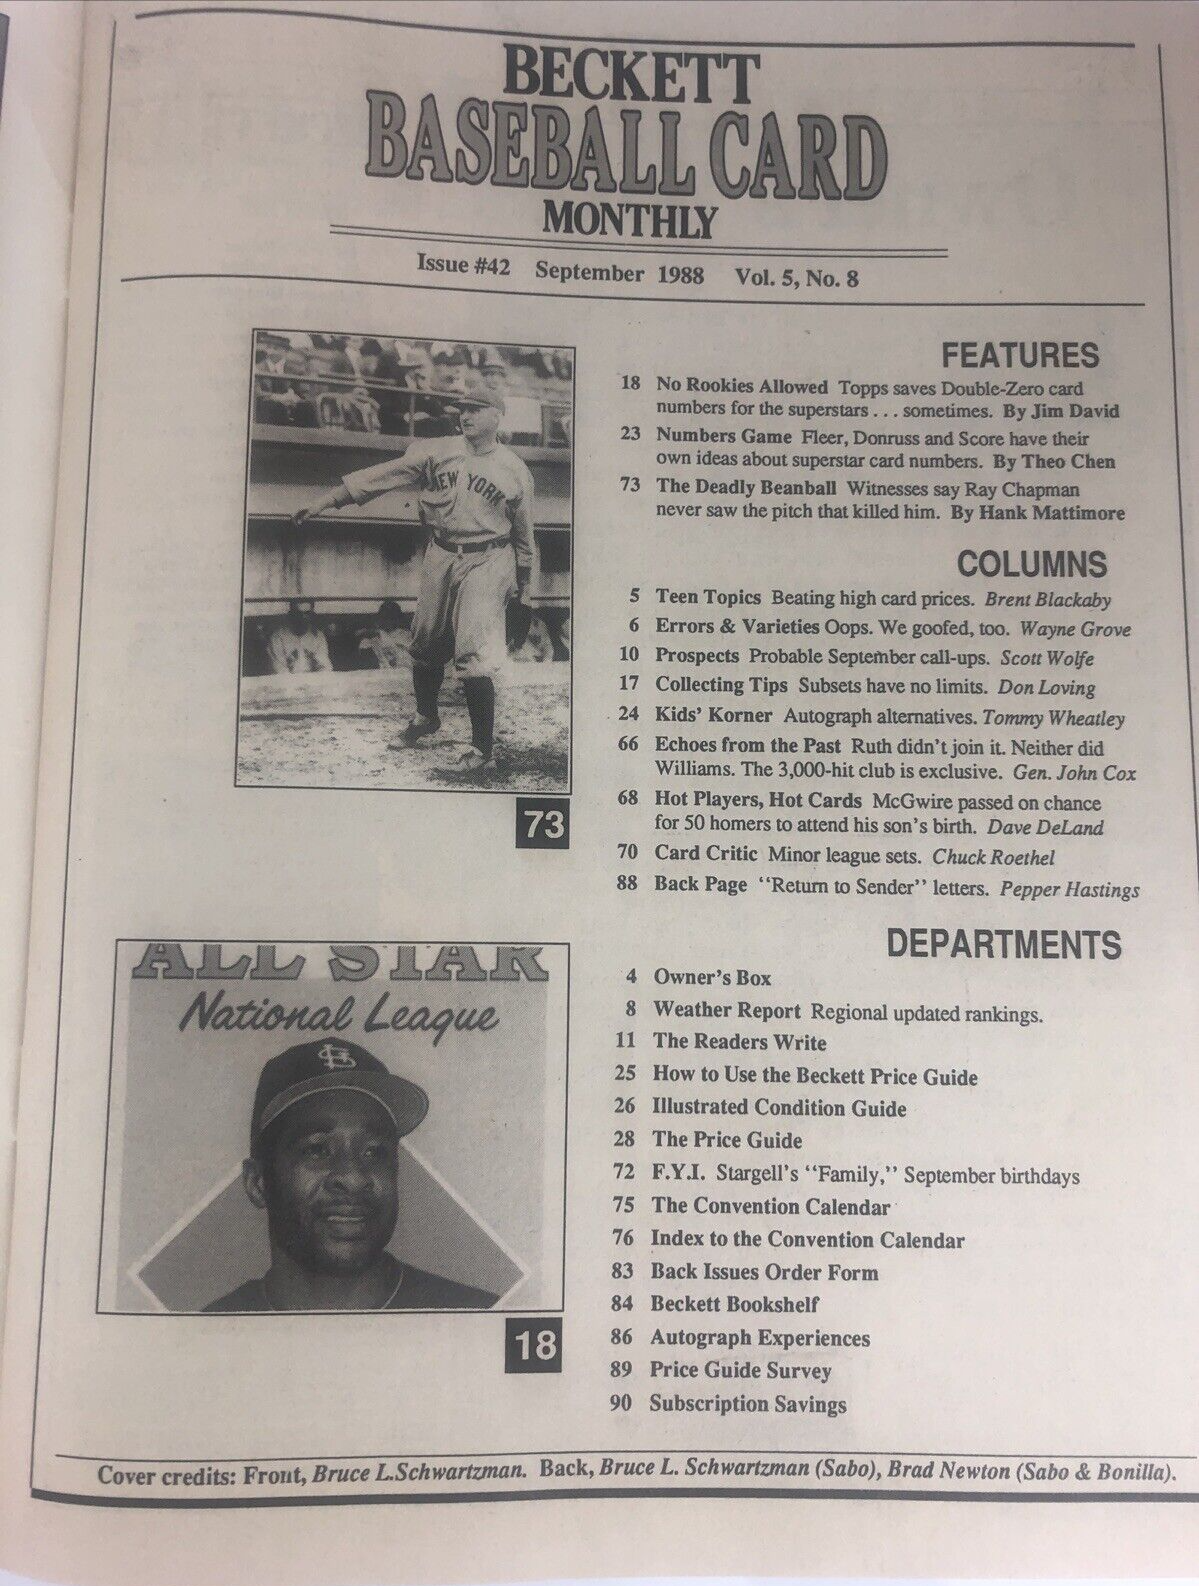 BECKETT
BASEBALL CARD
MONTHLY
Issue #42 September 1988 Vol. 5, No. 8
NEW YORK
73
ALL STAR
National League
StL
18
FEATURES
18 No Rookies Allowed Topps saves Double-Zero card
numbers for the superstars . . . sometimes. By Jim David
23 Numbers Game Fleer, Donruss and Score have their
own ideas about superstar card numbers. By Theo Chen
73 The Deadly Beanball Witnesses say Ray Chapman
never saw the pitch that killed him. By Hank Mattimore
COLUMNS
5 Teen Topics Beating high card prices. Brent Blackaby
6 Errors & Varieties Oops. We goofed, too. Wayne Grove
10 Prospects Probable September call-ups. Scott Wolfe
17 Collecting Tips Subsets have no limits. Don Loving
24 Kids' Korner Autograph alternatives. Tommy Wheatley
66 Echoes from the Past Ruth didn't join it. Neither did
Williams. The 3,000-hit club is exclusive. Gen. John Cox
68 Hot Players, Hot Cards McGwire passed on chance
for 50 homers to attend his son's birth. Dave DeLand
70 Card Critic Minor league sets. Chuck Roethel
88 Back Page "Return to Sender" letters. Pepper Hastings
DEPARTMENTS
4 Owner's Box
8 Weather Report Regional updated rankings.
11 The Readers Write
25 How to Use the Beckett Price Guide
26 Illustrated Condition Guide
28 The Price Guide
72 F.Y.I. Stargell's "Family," September birthdays
75 The Convention Calendar
76 Index to the Convention Calendar
83 Back Issues Order Form
84 Beckett Bookshelf
86 Autograph Experiences
89 Price Guide Survey
90 Subscription Savings
Cover credits: Front, Bruce L.Schwartzman. Back, Bruce L. Schwartzman (Sabo), Brad Newton (Sabo & Bonilla).